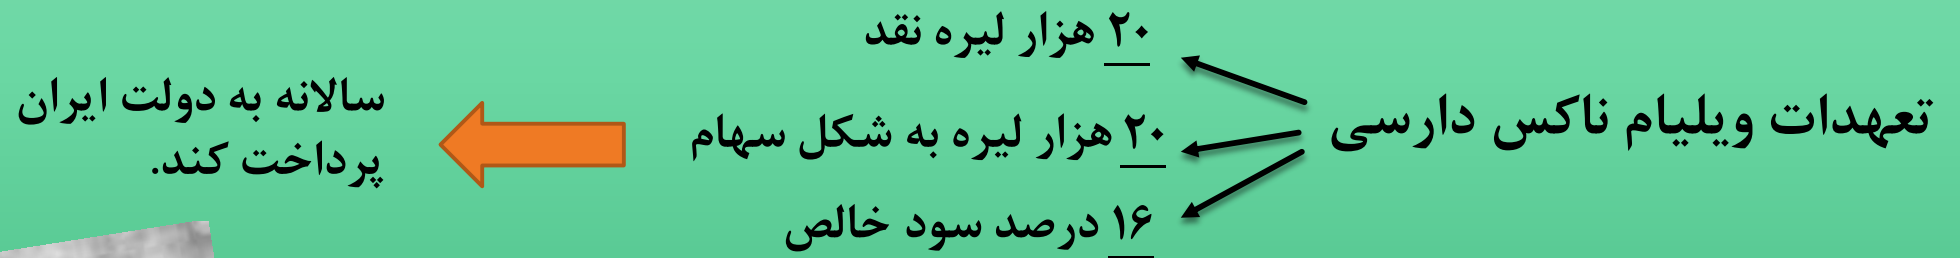 تعهدات ویلیام ناکس دارسی
۲۰ هزار لیره نقد
۲۰ هزار لیره به شکل سهام
۱۶ درصد سود خالص
سالانه به دولت ایران
پرداخت کند.